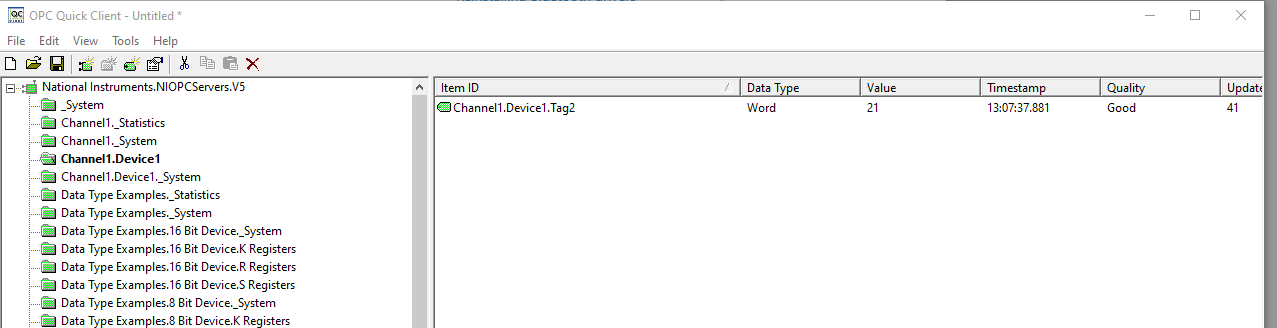 OPC Quick Client - Untitled *
File Edit View Tools Help
National Instruments.NIOPCServers.V5
_System
Channel1._Statistics
Channel1._System
Channel1.Device1
Channel1.Device1._System
Data Type Examples._Statistics
Data Type Examples._System
Data Type Examples.16 Bit Device._System
Data Type Examples.16 Bit Device.K Registers
Data Type Examples.16 Bit Device.R Registers
Data Type Examples.16 Bit Device.S Registers
Data Type Examples.8 Bit Device._System
Data Type Examples.8 Bit Device.K Registers
Item ID Data Type Value Timestamp Quality Update
Channel1.Device1.Tag2 Word 21 13:07:37.881 Good 41